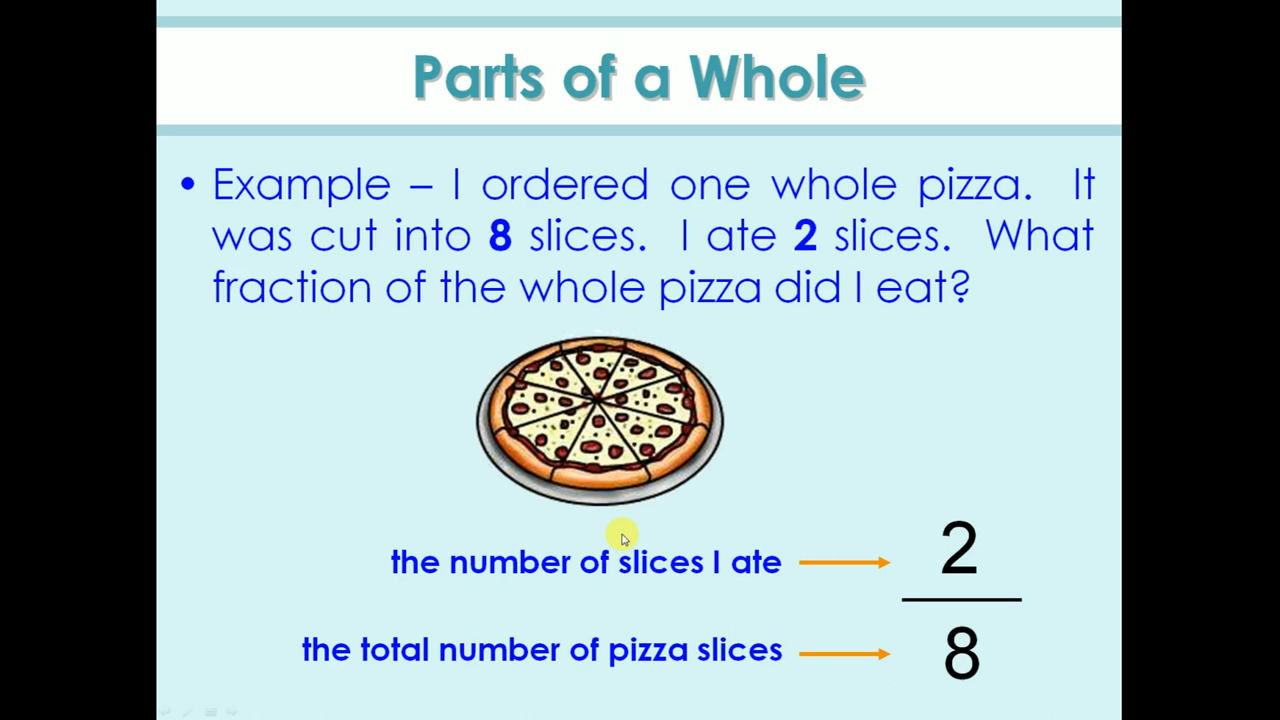 Parts of a Whole
• Example – I ordered one whole pizza. It
was cut into 8 slices. I ate 2 slices. What
fraction of the whole pizza did I eat?
the number of slices I ate
2
the total number of pizza slices
8